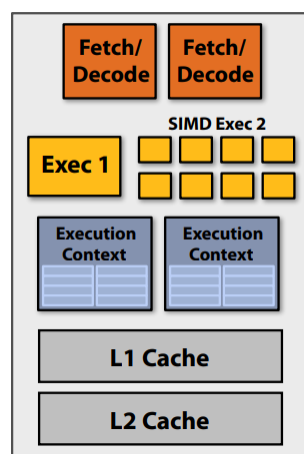 Fetch/
Decode
Fetch/
Decode
SIMD Exec 2
Exec 1
Execution
Context
Execution
Context
L1 Cache
L2 Cache